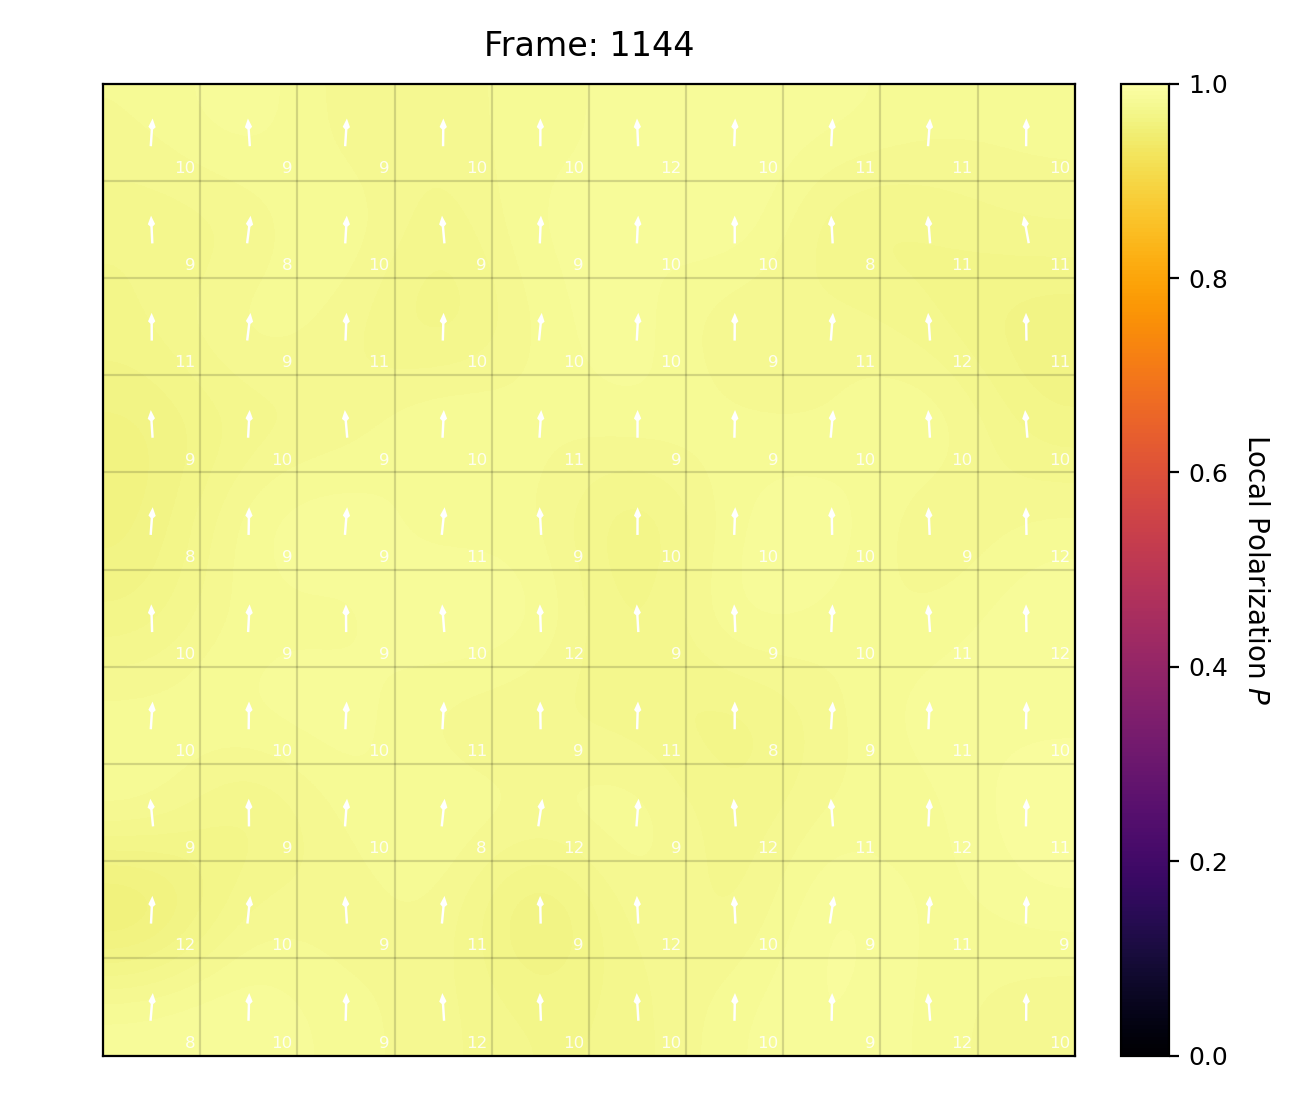 Frame: 1144
10 9 9 10 10 12 10 11 11 10
9 8 10 9 9 10 10 8 11 11
11 9 11 10 10 10 9 11 12 11
9 10 9 10 11 9 9 10 10 10
8 9 9 11 9 10 10 10 9 12
10 9 9 10 12 9 9 10 11 12
10 10 10 11 9 11 8 9 11 10
9 9 10 8 12 9 12 11 12 11
12 10 9 11 9 12 10 9 11 9
8 10 9 12 10 10 10 9 12 10
1.0
0.8
0.6
0.4
0.2
0.0
Local Polarization P